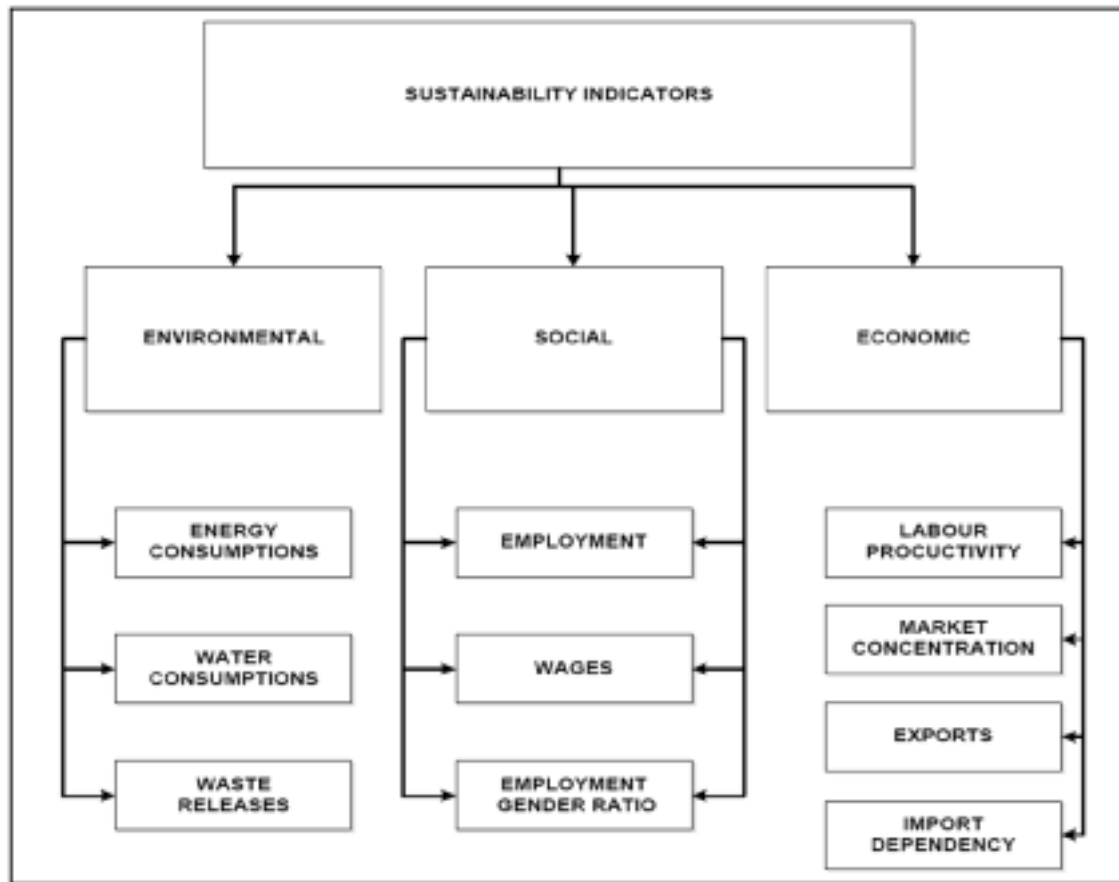 SUSTAINABILITY INDICATORS
ENVIRONMENTAL
SOCIAL
ECONOMIC
ENERGY
CONSUMPTIONS
WATER
CONSUMPTIONS
WASTE
RELEASES
EMPLOYMENT
WAGES
EMPLOYMENT
GENDER RATIO
LABOUR
PROCUCTIVITY
MARKET
CONCENTRATION
EXPORTS
IMPORT
DEPENDENCY